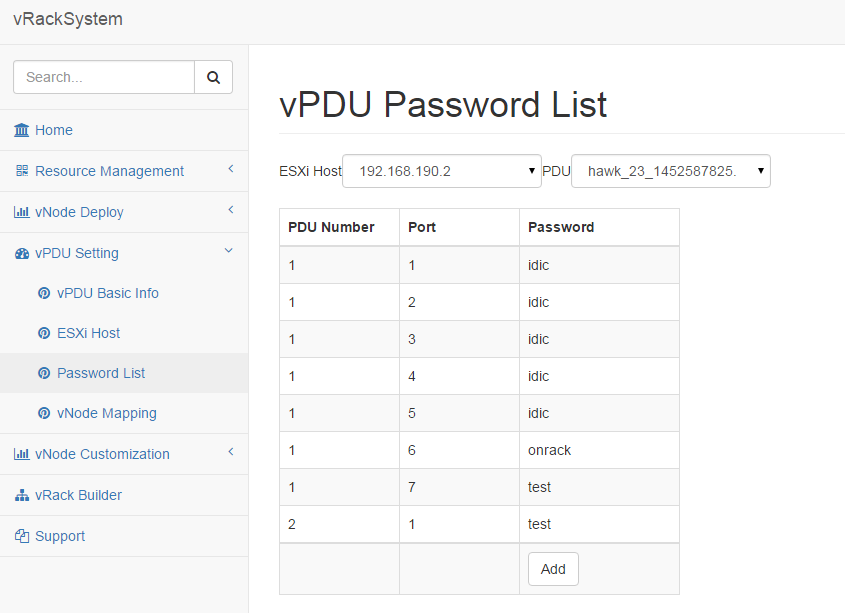 vRackSystem
Search...
Home
Resource Management
vNode Deploy
vPDU Setting
vPDU Basic Info
ESXi Host
Password List
vNode Mapping
vNode Customization
vRack Builder
Support
vPDU Password List
ESXi Host 192.168.190.2 PDU hawk_23_1452587825.
PDU Number Port Password
1 1 idic
1 2 idic
1 3 idic
1 4 idic
1 5 idic
1 6 onrack
1 7 test
2 1 test
Add